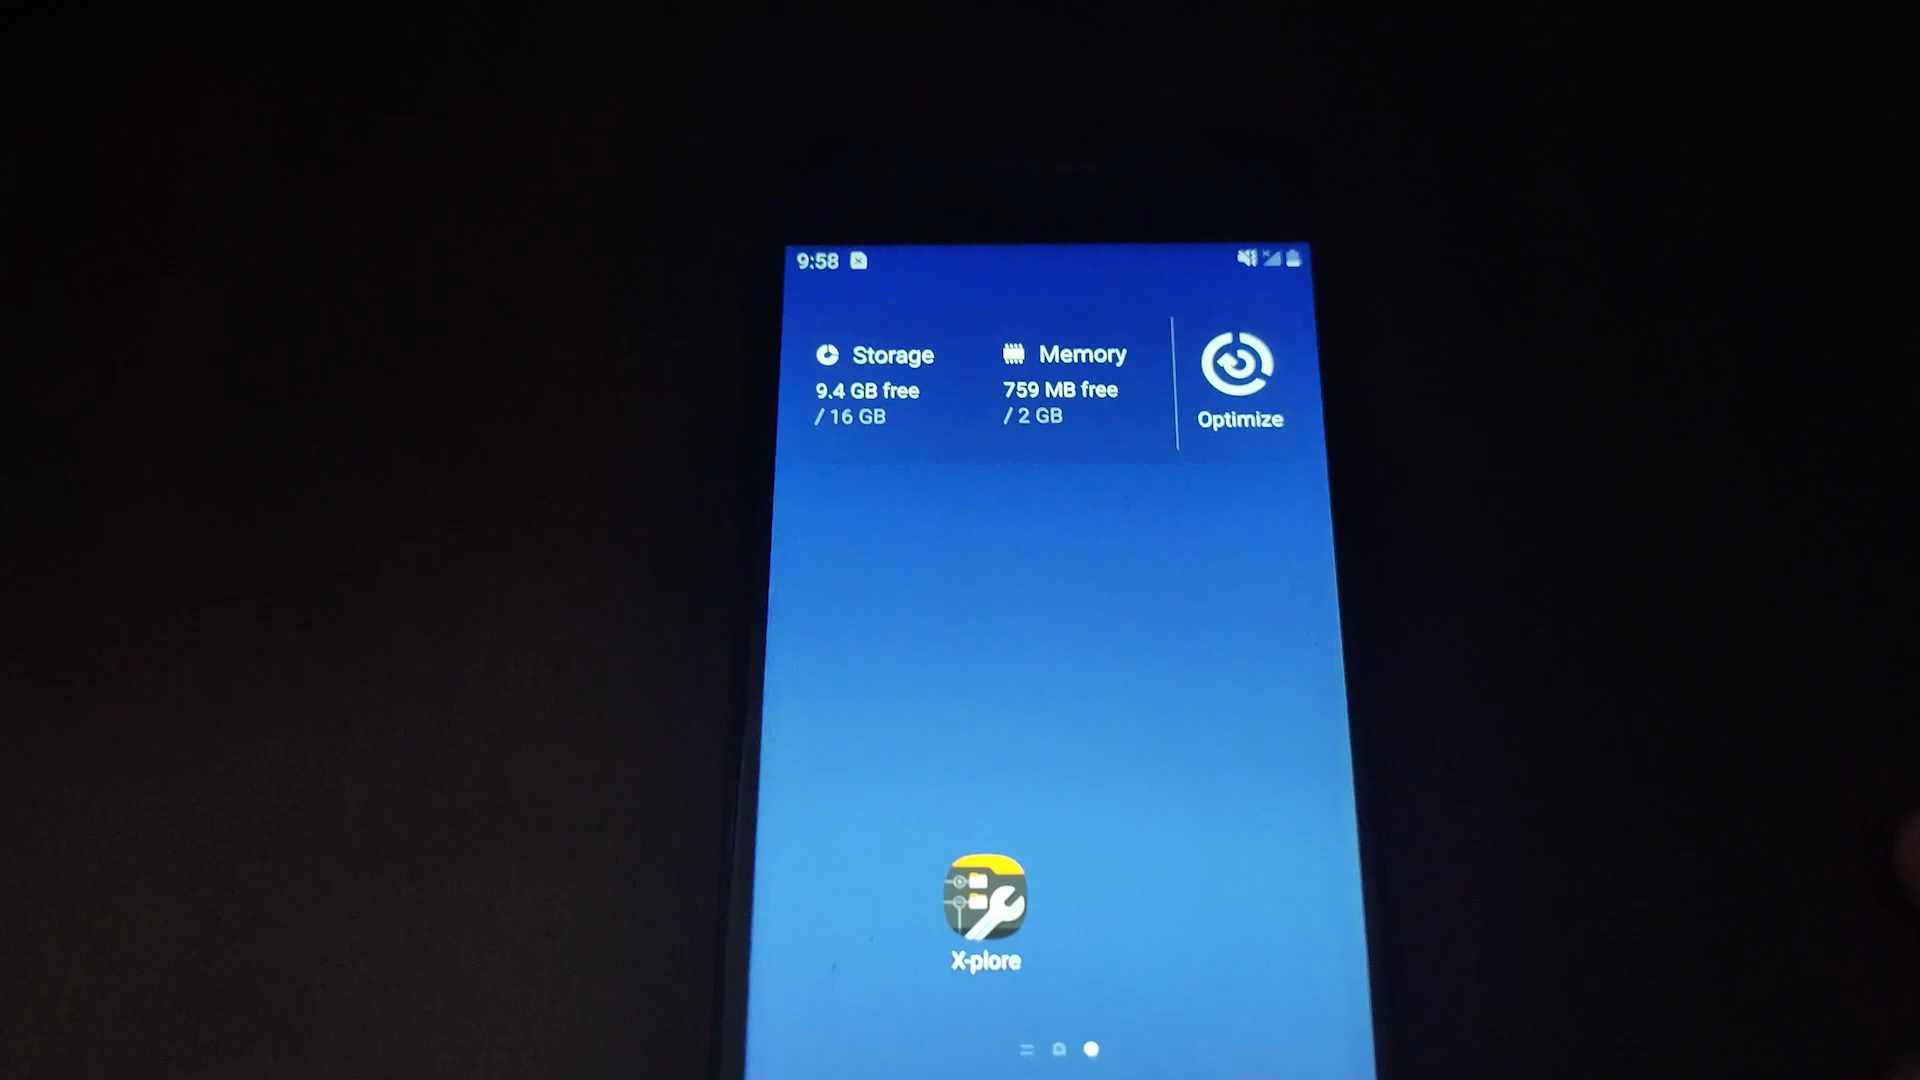 9:58
Storage
9.4 GB free
/ 16 GB
Memory
759 MB free
/ 2 GB
Optimize
X-plore